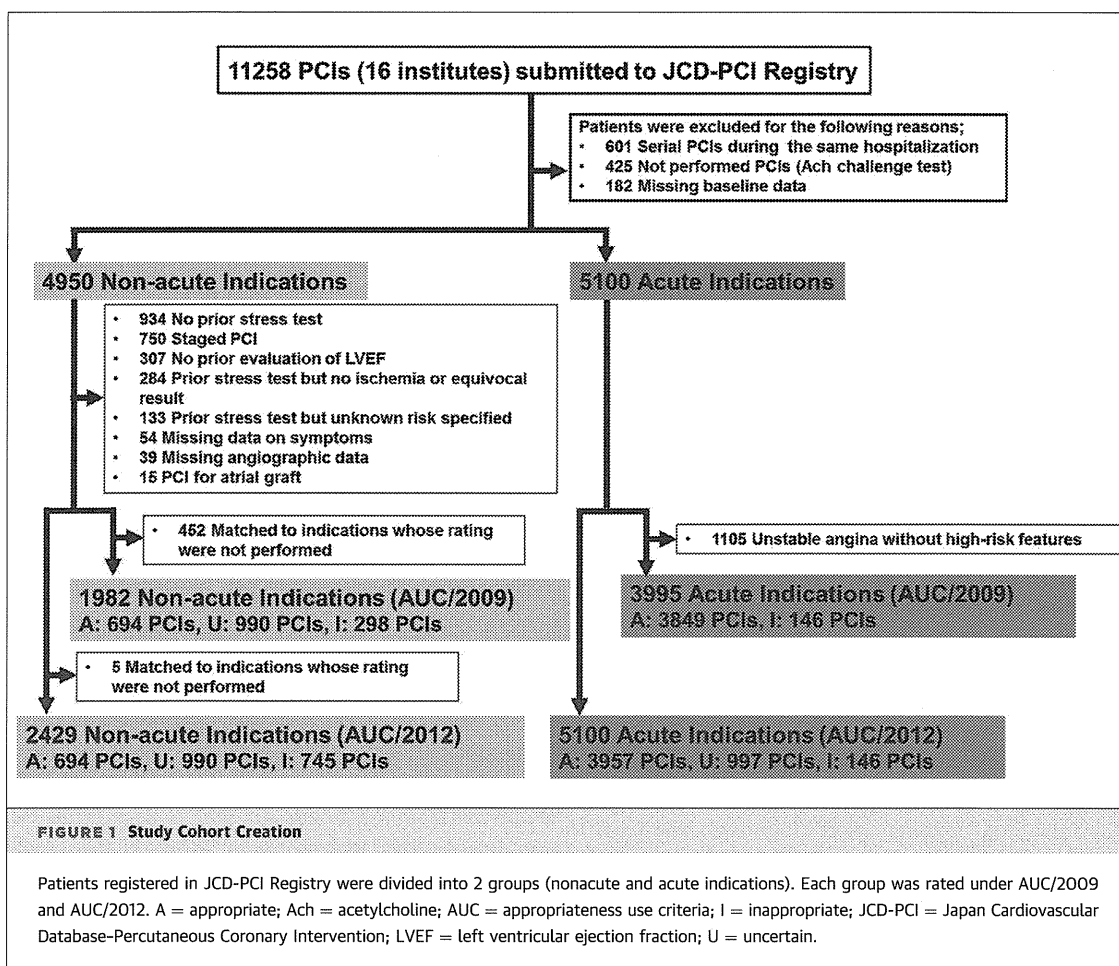 11258 PCIs (16 institutes) submitted to JCD-PCI Registry
Patients were excluded for the following reasons;
• 601 Serial PCIs during the same hospitalization
• 425 Not performed PCIs (Ach challenge test)
• 182 Missing baseline data
4950 Non-acute Indications
5100 Acute Indications
• 934 No prior stress test
• 750 Staged PCI
• 307 No prior evaluation of LVEF
• 284 Prior stress test but no ischemia or equivocal
result
• 133 Prior stress test but unknown risk specified
• 54 Missing data on symptoms
• 39 Missing angiographic data
• 15 PCI for atrial graft
• 452 Matched to indications whose rating
were not performed
• 1105 Unstable angina without high-risk features
1982 Non-acute Indications (AUC/2009)
A: 694 PCIs, U: 990 PCIs, I: 298 PCIs
3995 Acute Indications (AUC/2009)
A: 3849 PCIs, I: 146 PCIs
• 5 Matched to indications whose rating
were not performed
2429 Non-acute Indications (AUC/2012)
A: 694 PCIs, U: 990 PCIs, I: 745 PCIs
5100 Acute Indications (AUC/2012)
A: 3957 PCIs, U: 997 PCIs, I: 146 PCIs
FIGURE 1 Study Cohort Creation
Patients registered in JCD-PCI Registry were divided into 2 groups (nonacute and acute indications). Each group was rated under AUC/2009
and AUC/2012. A = appropriate; Ach = acetylcholine; AUC = appropriateness use criteria; I = inappropriate; JCD-PCI = Japan Cardiovascular
Database-Percutaneous Coronary Intervention; LVEF = left ventricular ejection fraction; U = uncertain.